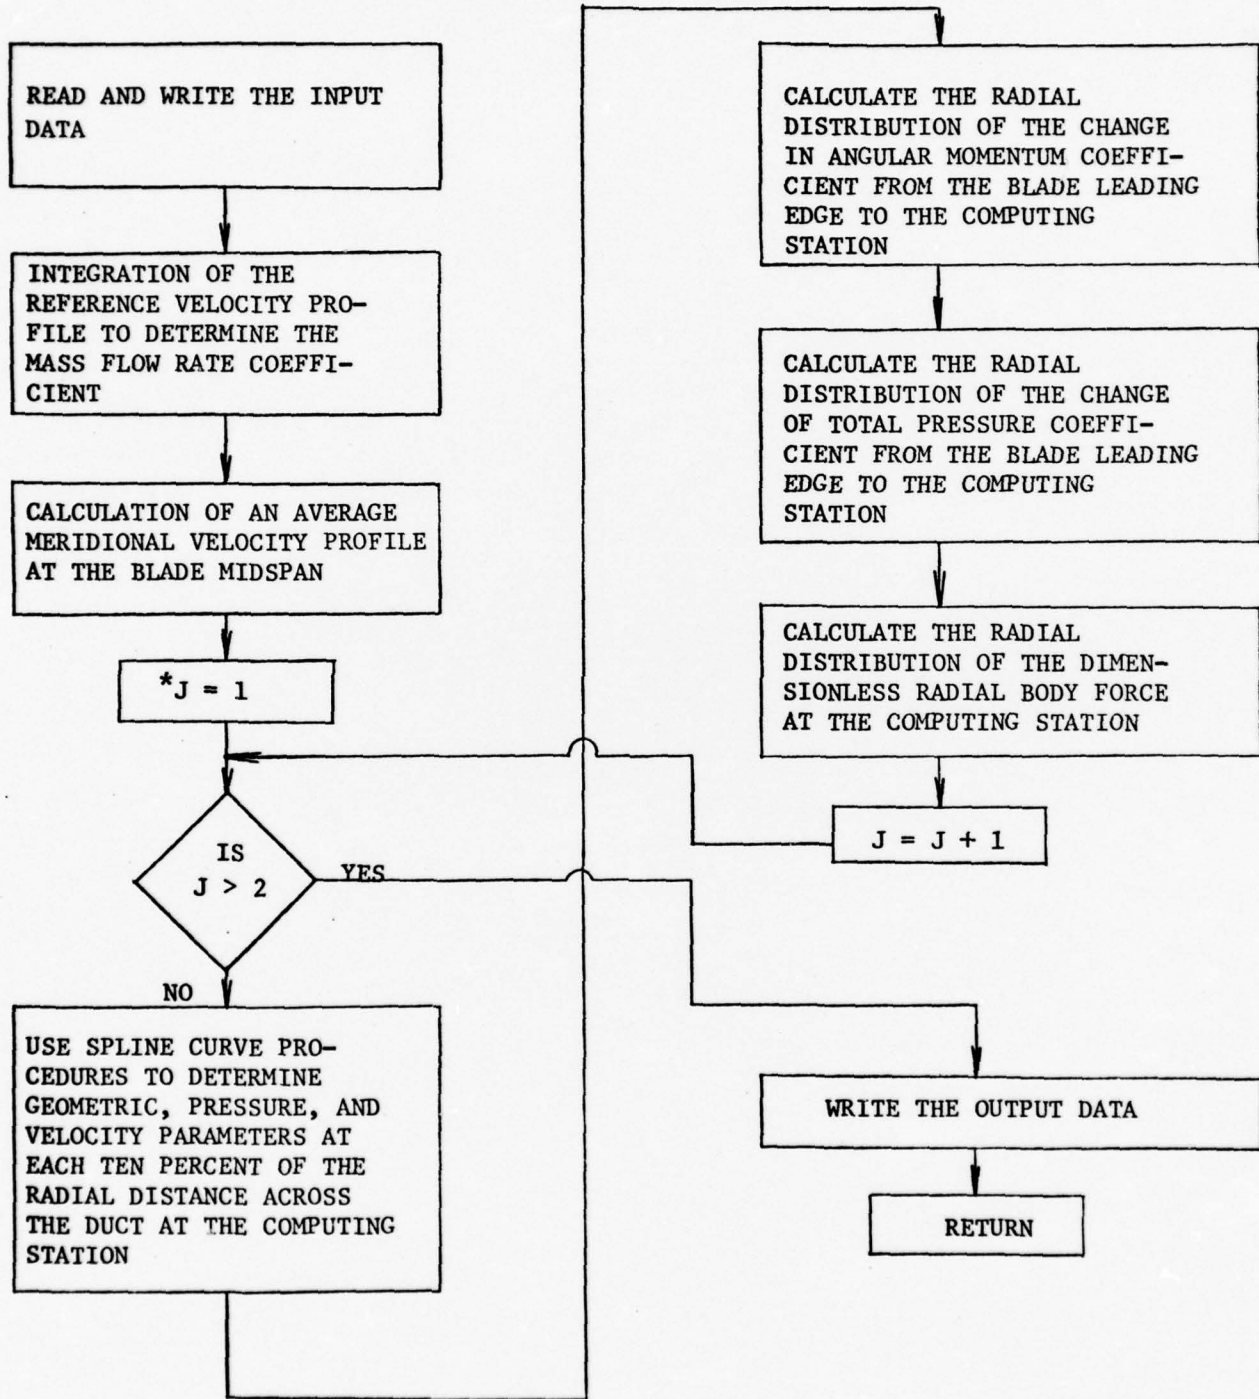 READ AND WRITE THE INPUT
DATA
INTEGRATION OF THE
REFERENCE VELOCITY PRO-
FILE TO DETERMINE THE
MASS FLOW RATE COEFFI-
CIENT
CALCULATION OF AN AVERAGE
MERIDIONAL VELOCITY PROFILE
AT THE BLADE MIDSPAN
*J = 1
IS
J > 2
YES
NO
USE SPLINE CURVE PRO-
CEDURES TO DETERMINE
GEOMETRIC, PRESSURE, AND
VELOCITY PARAMETERS AT
EACH TEN PERCENT OF THE
RADIAL DISTANCE ACROSS
THE DUCT AT THE COMPUTING
STATION
CALCULATE THE RADIAL
DISTRIBUTION OF THE CHANGE
IN ANGULAR MOMENTUM COEFFI-
CIENT FROM THE BLADE LEADING
EDGE TO THE COMPUTING
STATION
CALCULATE THE RADIAL
DISTRIBUTION OF THE CHANGE
OF TOTAL PRESSURE COEFFI-
CIENT FROM THE BLADE LEADING
EDGE TO THE COMPUTING
STATION
CALCULATE THE RADIAL
DISTRIBUTION OF THE DIMEN-
SIONLESS RADIAL BODY FORCE
AT THE COMPUTING STATION
J = J + 1
WRITE THE OUTPUT DATA
RETURN